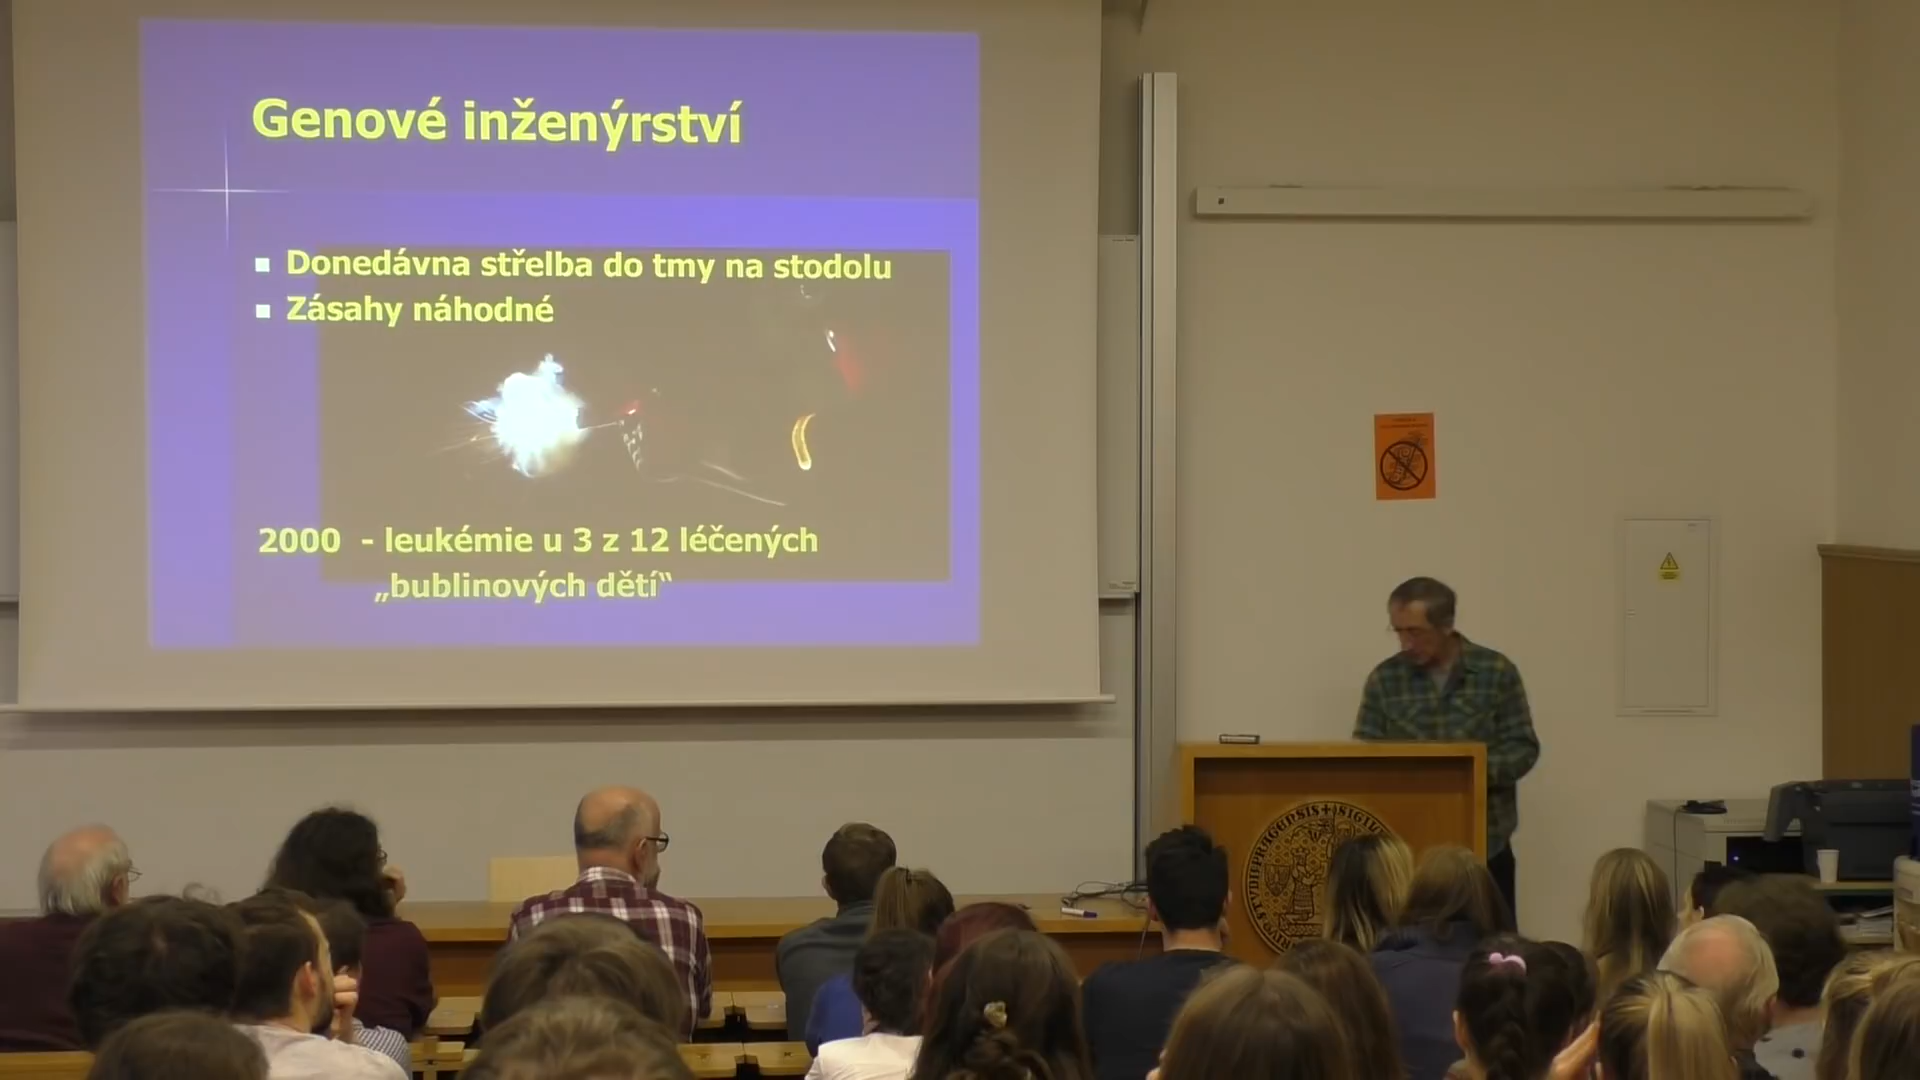 Genové inženýrství
Donedávna střelba do tmy na stodolu
Zásahy náhodné
2000 - leukémie u 3 z 12 léčených
„bublinových dětí“